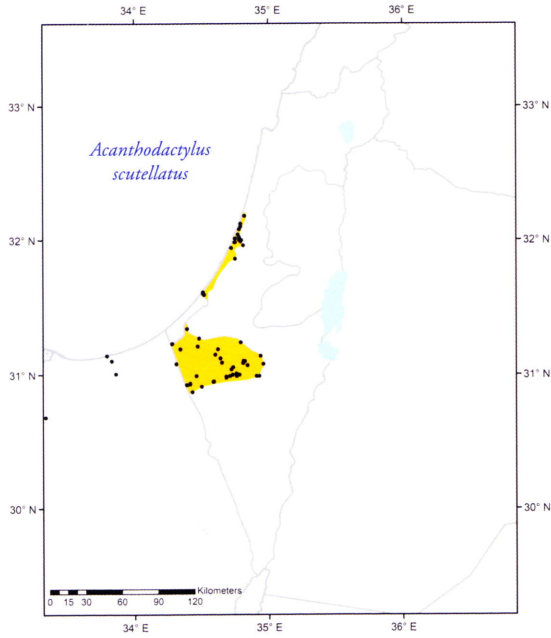 34° E 35° E 36° E
33° N 33° N
Acanthodactylus
scutellatus
32° N 32° N
31° N 31° N
30° N 30° N
Kilometers
0 15 30 60 90 120
34° E 35° E 36° E